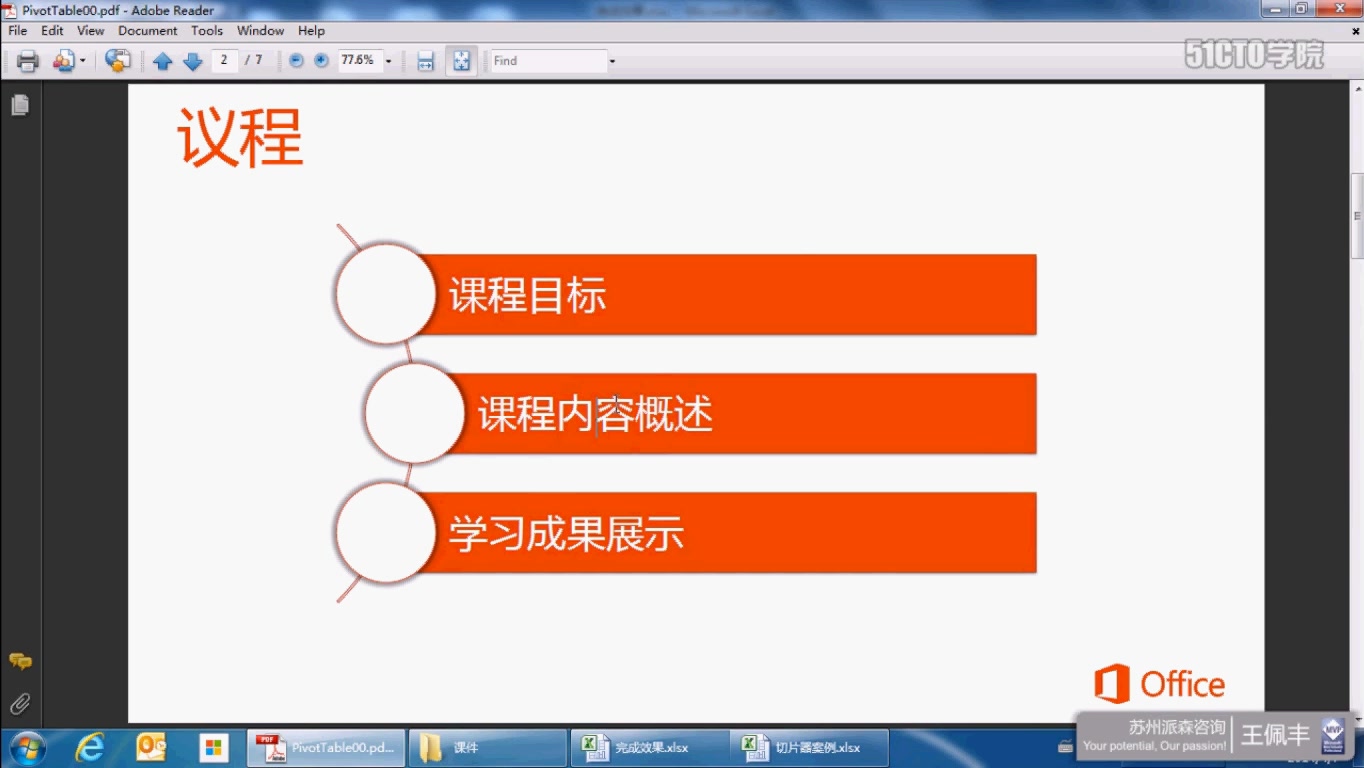 PivotTable00.pdf - Adobe Reader
File Edit View Document Tools Window Help
2 / 7 77.6% Find
51CTO学院
议程
课程目标
课程内容概述
学习成果展示
Office
苏州派森咨询
Your potential, Our passion!
王佩丰
MVP
PDF PivotTable00.pd... 课件 完成效果.xlsx 切片器案例.xlsx